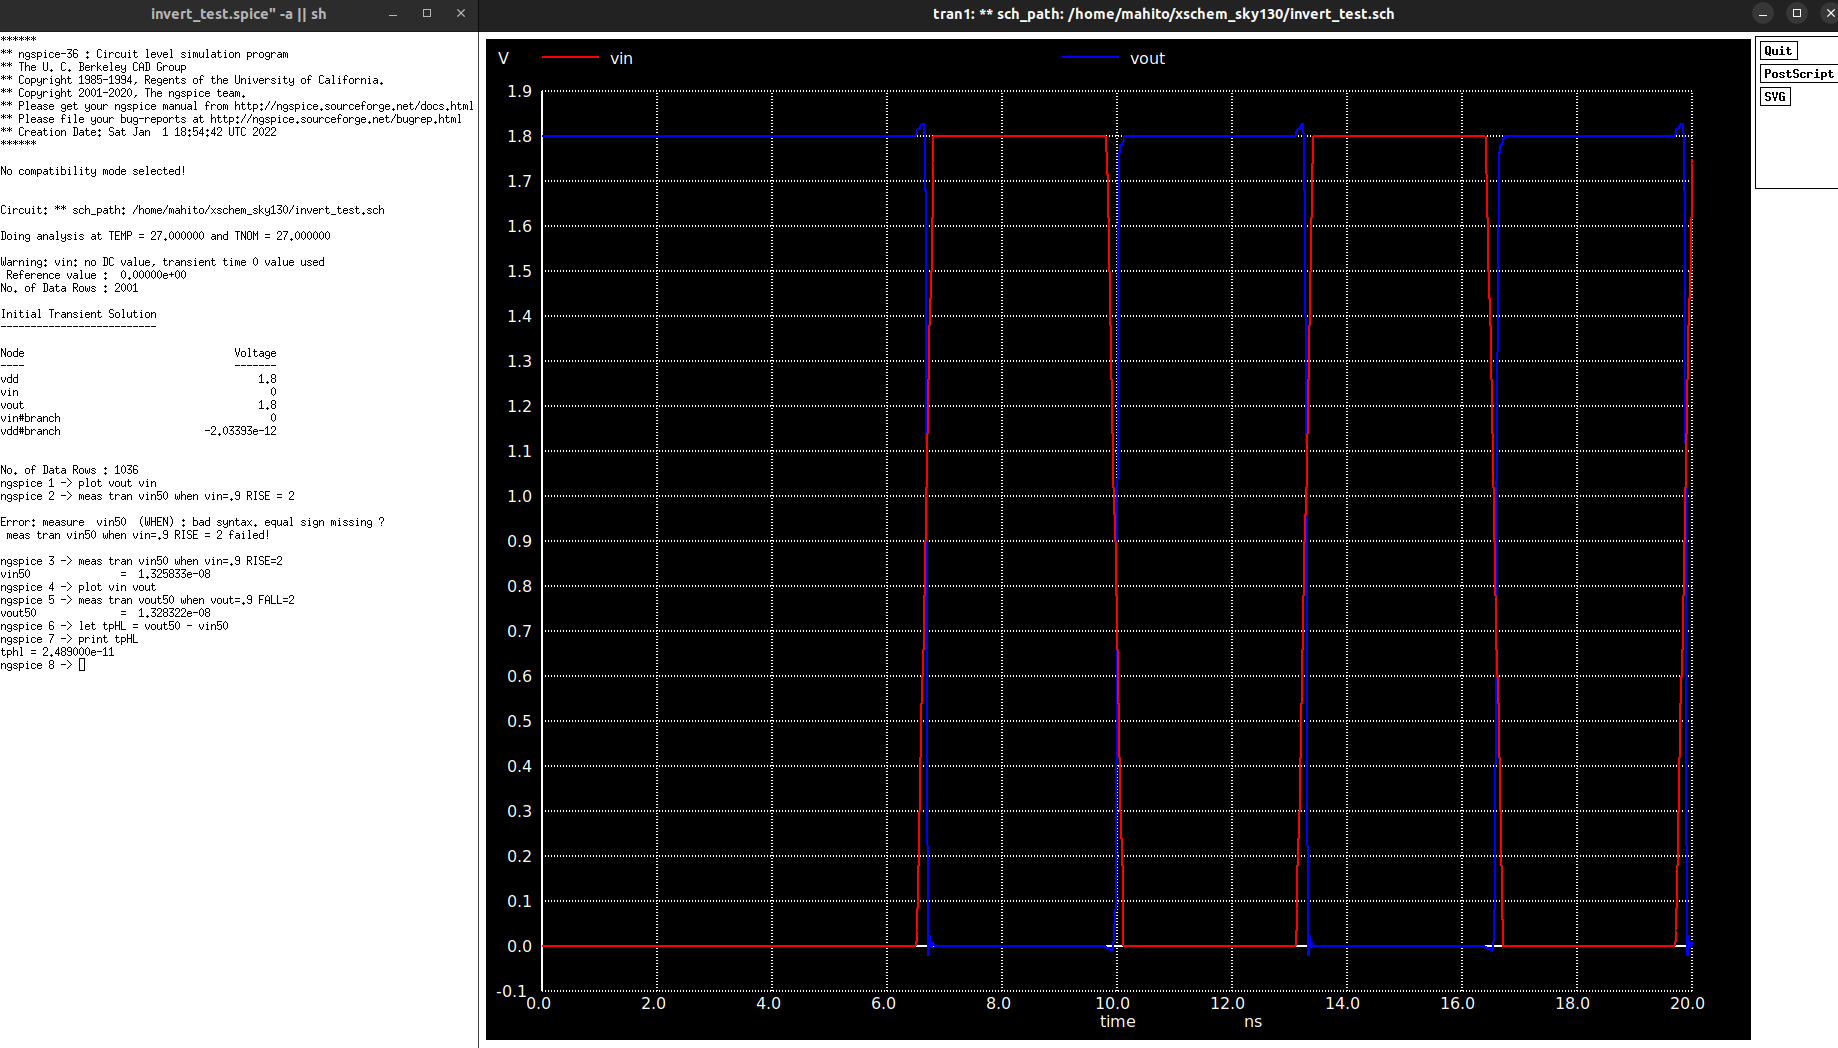 invert_test.spice" -a || sh
******
** ngspice-36 : Circuit level simulation program
** The U. C. Berkeley CAD Group
** Copyright 1985-1994, Regents of the University of California.
** Copyright 2001-2020, The ngspice team.
** Please get your ngspice manual from http://ngspice.sourceforge.net/docs.html
** Please file your bug-reports at http://ngspice.sourceforge.net/bugrep.html
** Creation Date: Sat Jan  1 18:54:42 UTC 2022
******
No compatibility mode selected!
Circuit: ** sch_path: /home/mahito/xschem_sky130/invert_test.sch
Doing analysis at TEMP = 27.000000 and TNOM = 27.000000
Warning: vin: no DC value, transient time 0 value used
Reference value :  0.00000e+00
No. of Data Rows : 2001
Initial Transient Solution
--------------------------
Node Voltage
---- -------
vdd 1.8
vin 0
vout 1.8
vin#branch 0
vdd#branch -2.03393e-12
No. of Data Rows : 1036
ngspice 1 -> plot vout vin
ngspice 2 -> meas tran vin50 when vin=.9 RISE = 2
Error: measure  vin50  (WHEN) : bad syntax. equal sign missing ?
meas tran vin50 when vin=.9 RISE = 2 failed!
ngspice 3 -> meas tran vin50 when vin=.9 RISE=2
vin50 = 1.325833e-08
ngspice 4 -> plot vin vout
ngspice 5 -> meas tran vout50 when vout=.9 FALL=2
vout50 = 1.328322e-08
ngspice 6 -> let tpHL = vout50 - vin50
ngspice 7 -> print tpHL
tphl = 2.489000e-11
ngspice 8 ->
tran1: ** sch_path: /home/mahito/xschem_sky130/invert_test.sch
V vin vout
1.9
1.8
1.7
1.6
1.5
1.4
1.3
1.2
1.1
1.0
0.9
0.8
0.7
0.6
0.5
0.4
0.3
0.2
0.1
0.0
-0.1
0.0 2.0 4.0 6.0 8.0 10.0 12.0 14.0 16.0 18.0 20.0
time ns
Quit
PostScript
SVG